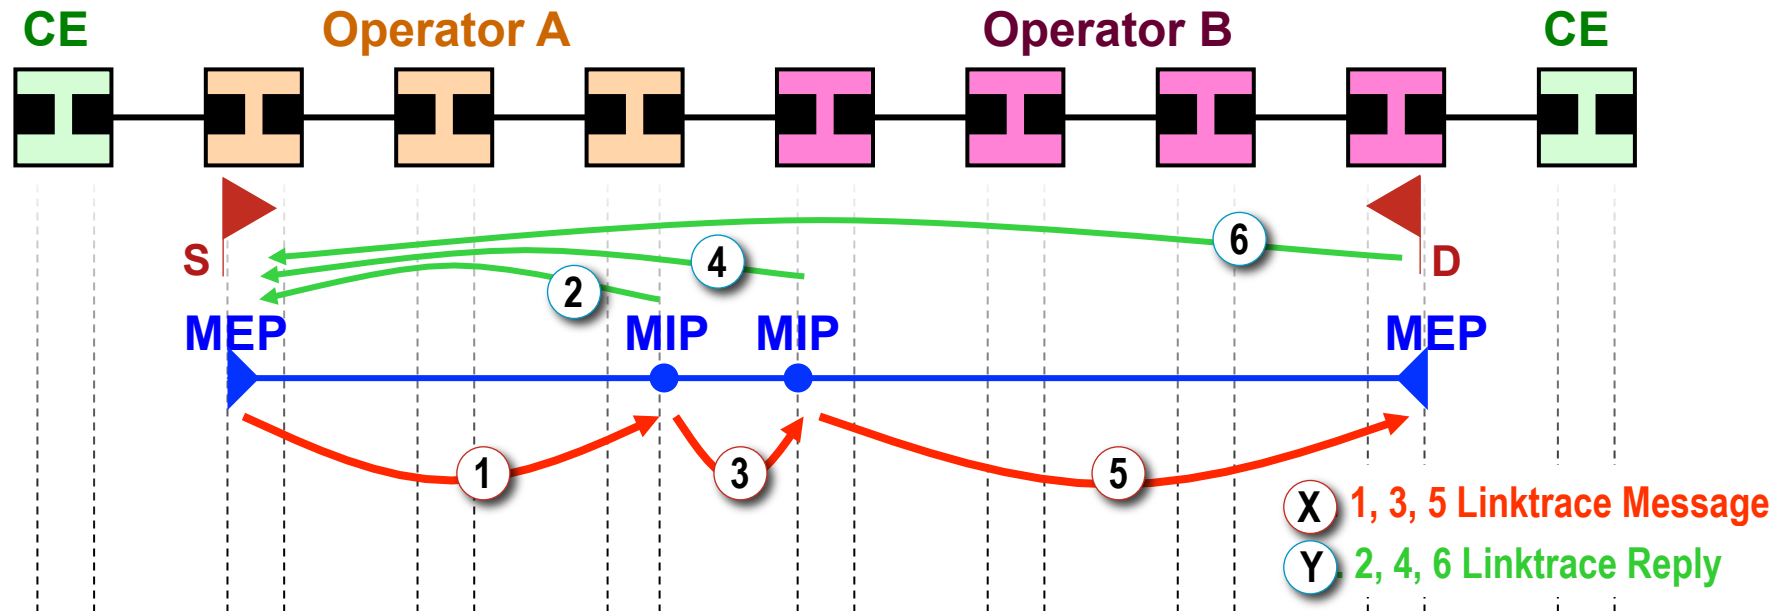 CE Operator A Operator B CE
6
S 4 D
2
MEP MIP MIP MEP
1 3 5
X 1, 3, 5 Linktrace Message
Y . 2, 4, 6 Linktrace Reply